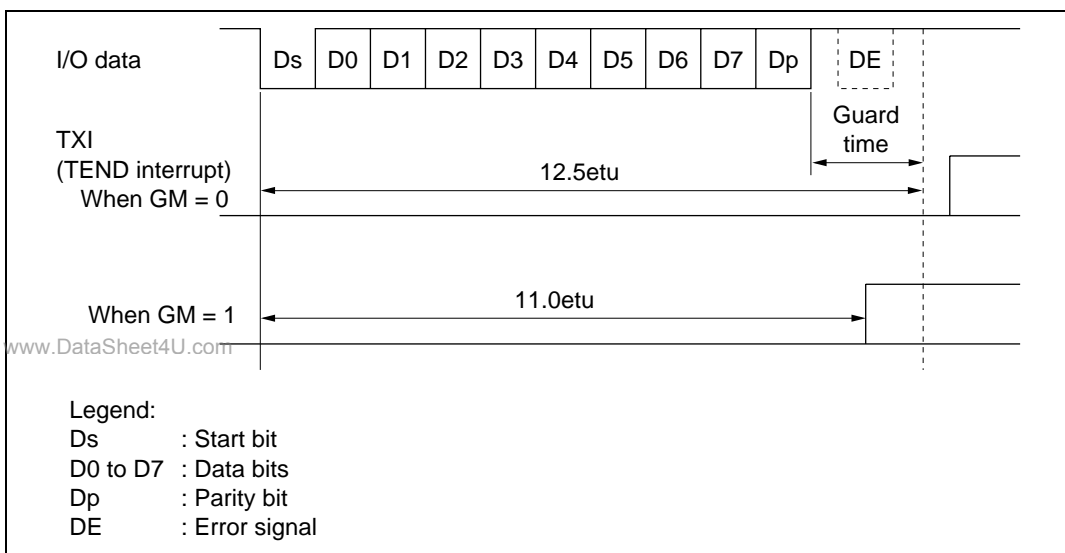 I/O data Ds D0 D1 D2 D3 D4 D5 D6 D7 Dp DE
Guard
time
TXI
(TEND interrupt)
When GM = 0
12.5etu
When GM = 1
11.0etu
www.DataSheet4U.com
Legend:
Ds : Start bit
D0 to D7 : Data bits
Dp : Parity bit
DE : Error signal